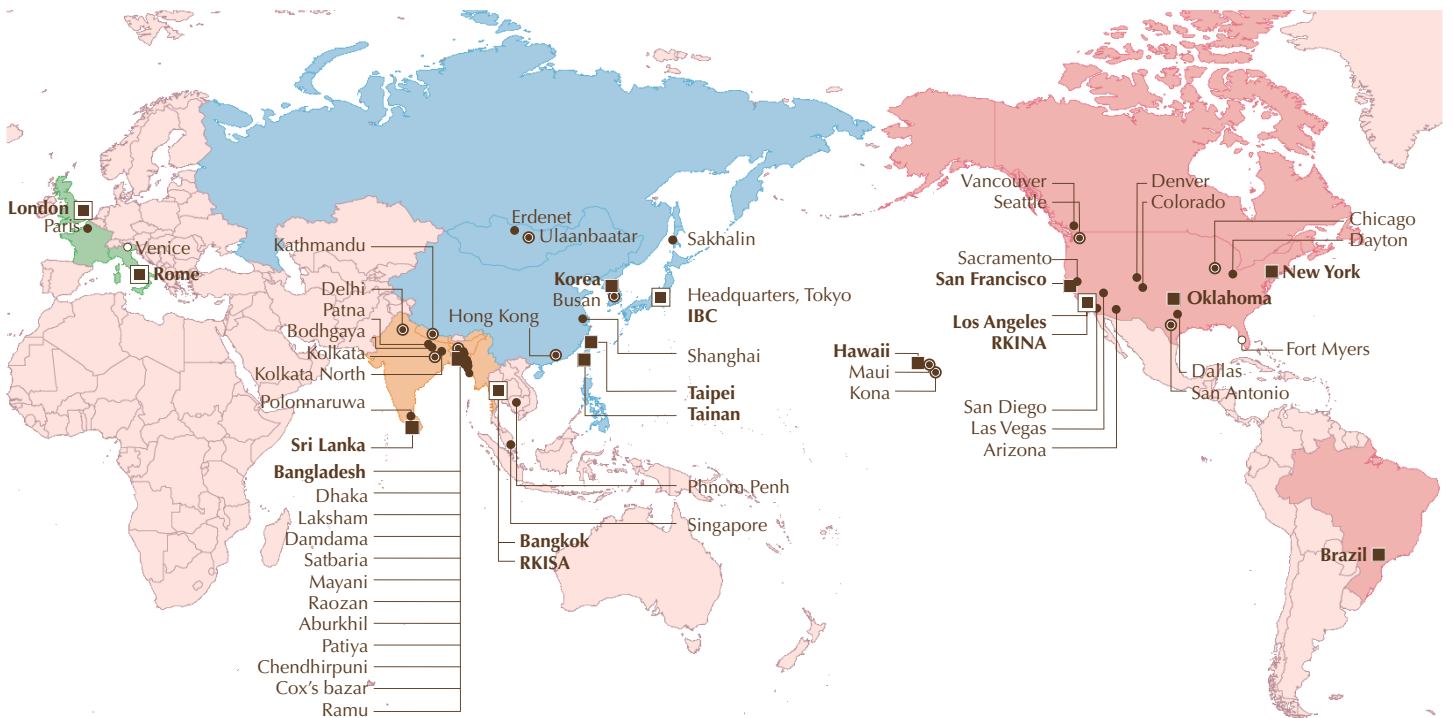 London
Paris
Venice
Rome
Kathmandu
Delhi
Patna
Bodhgaya
Kolkata
Kolkata North
Polonnaruwa
Sri Lanka
Bangladesh
Dhaka
Laksham
Damdama
Satbaria
Mayani
Raozan
Aburkhil
Patiya
Chendhirpuni
Cox's bazar
Ramu
Erdenet
Ulaanbaatar
Sakhalin
Korea
Busan
Headquarters, Tokyo
IBC
Hong Kong
Shanghai
Taipei
Tainan
Phnom Penh
Singapore
Bangkok
RKISA
Hawaii
Maui
Kona
Vancouver
Seattle
Sacramento
San Francisco
Los Angeles
RKINA
San Diego
Las Vegas
Arizona
Denver
Colorado
Chicago
Dayton
New York
Oklahoma
Fort Myers
Dallas
San Antonio
Brazil